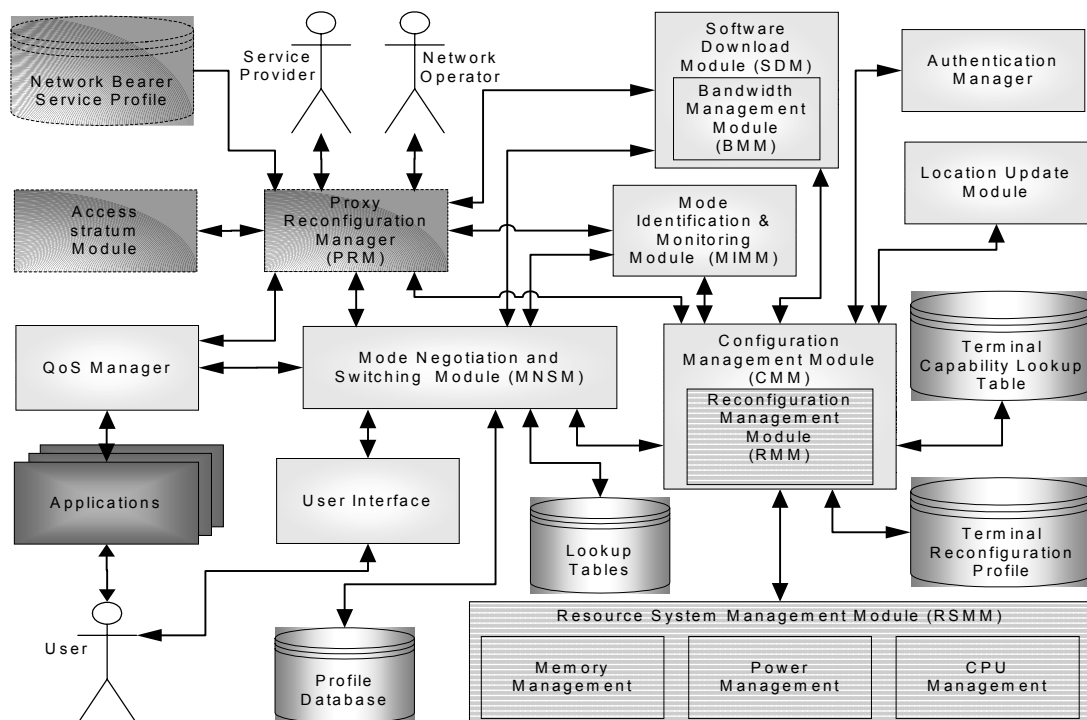 Network Bearer
Service Profile
Service
Provider
Network
Operator
Software
Download
Module (SDM)
Bandwidth
Management
Module
(BMM)
Authentication
Manager
Access
stratum
Module
Proxy
Reconfiguration
Manager
(PRM)
Mode
Identification &
Monitoring
Module (MIMM)
Location Update
Module
QoS Manager
Mode Negotiation and
Switching Module (MNSM)
Configuration
Management Module
(CMM)
Reconfiguration
Management
Module
(RMM)
Terminal
Capability Lookup
Table
Applications
User Interface
Lookup
Tables
Terminal
Reconfiguration
Profile
User
Profile
Database
Resource System Management Module (RSMM)
Memory
Management
Power
Management
CPU
Management